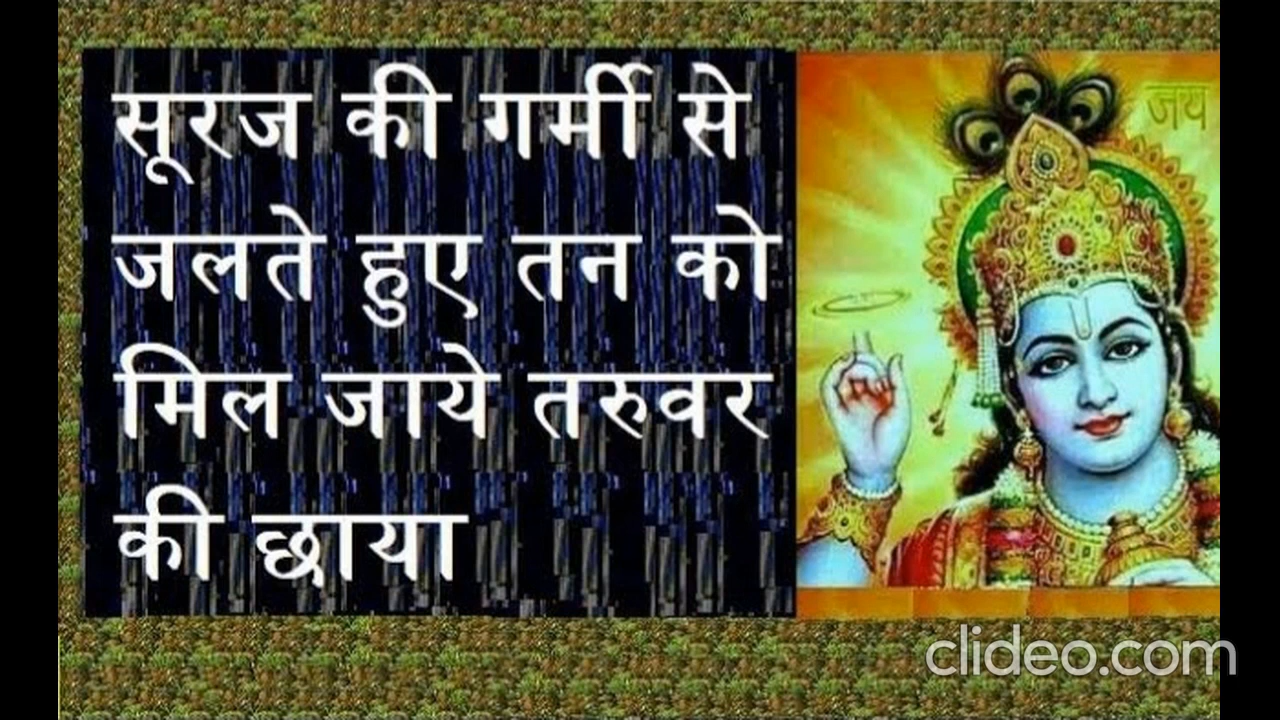 सूरज की गर्मी से
जलते हुए तन को
मिल जाये तरुवर
की छाया
जय
clideo.com